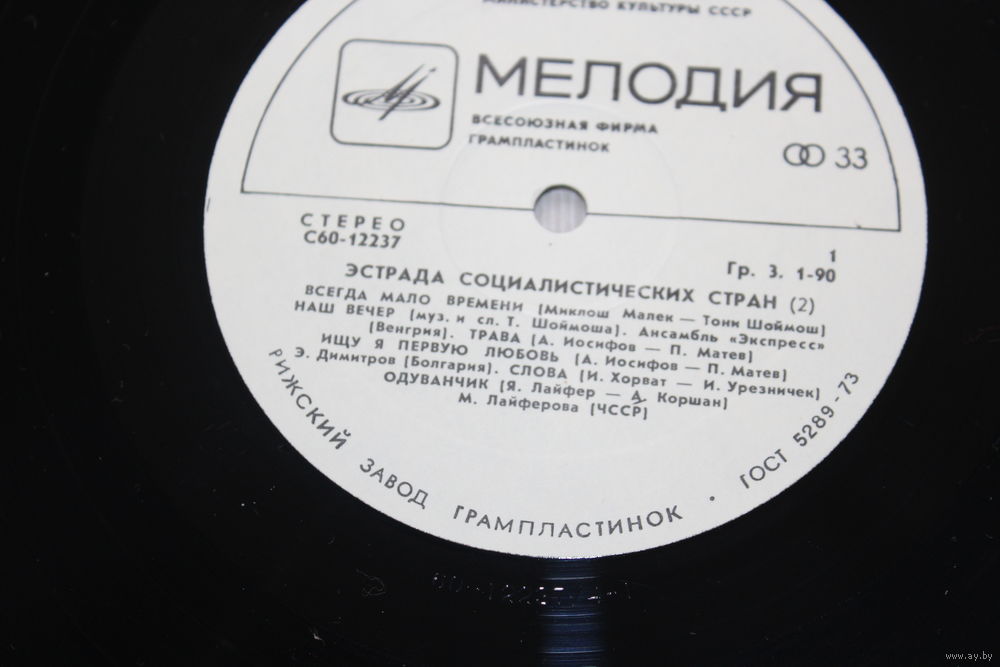 МИНИСТЕРСТВО КУЛЬТУРЫ СССР
МЕЛОДИЯ
ВСЕСОЮЗНАЯ ФИРМА
ГРАМПЛАСТИНОК
33
СТЕРЕО
С60-12237
1
Гр. 3. 1-90
ЭСТРАДА СОЦИАЛИСТИЧЕСКИХ СТРАН (2)
ВСЕГДА МАЛО ВРЕМЕНИ (Миклош Малек — Тони Шоймош)
НАШ ВЕЧЕР (муз. и сл. Т. Шоймоша). Ансамбль «Экспресс»
(Венгрия). ТРАВА (А. Иосифов — П. Матев)
ИЩУ Я ПЕРВУЮ ЛЮБОВЬ (А. Иосифов — П. Матев)
Э. Димитров (Болгария). СЛОВА (И. Хорват — И. Урезничек)
ОДУВАНЧИК (Я. Лайфер — А. Коршан)
М. Лайферова (ЧССР)
РИЖСКИЙ ЗАВОД ГРАМПЛАСТИНОК • ГОСТ 5289-73
www.ay.by